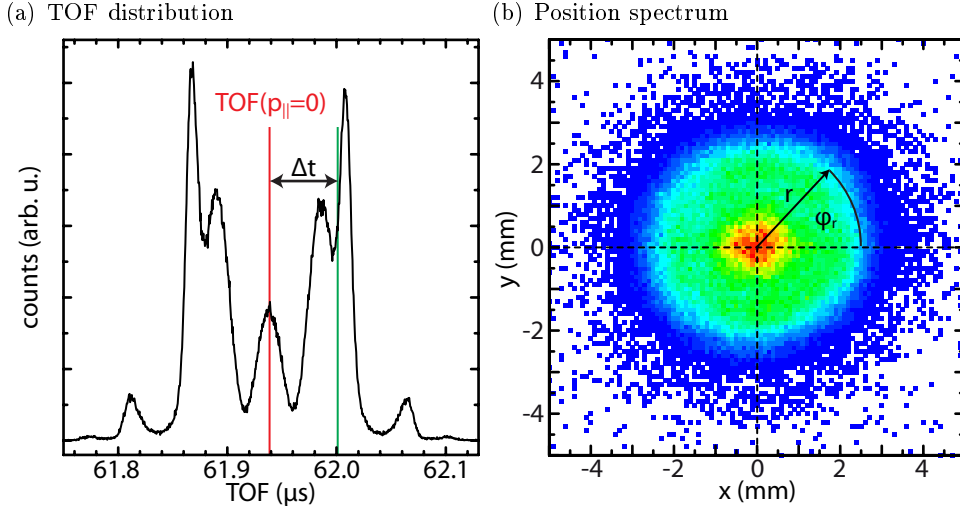 (a) TOF distribution
TOF(p||=0)
Δt
counts (arb. u.)
61.8 61.9 62.0 62.1
TOF (µs)
(b) Position spectrum
4
2
0
-2
-4
y (mm)
r
φr
-4 -2 0 2 4
x (mm)